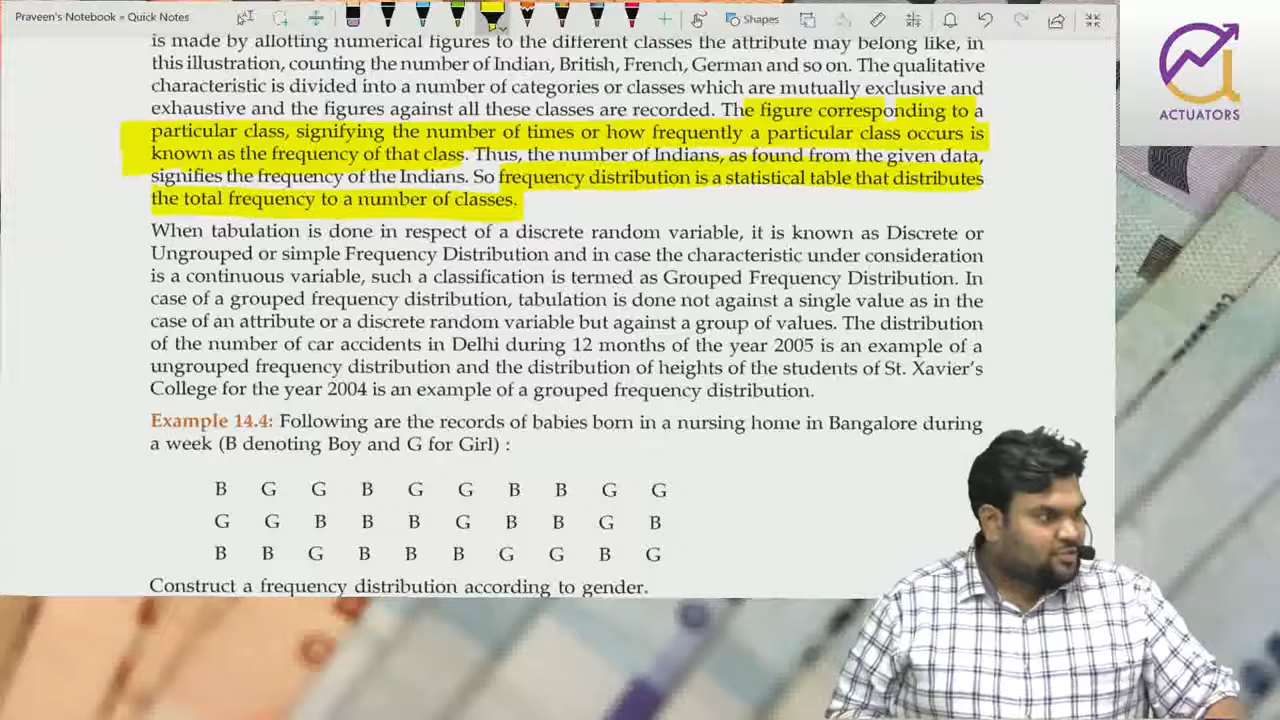 Praveen's Notebook » Quick Notes
Shapes
is made by allotting numerical figures to the different classes the attribute may belong like, in
this illustration, counting the number of Indian, British, French, German and so on. The qualitative
characteristic is divided into a number of categories or classes which are mutually exclusive and
exhaustive and the figures against all these classes are recorded. The figure corresponding to a
particular class, signifying the number of times or how frequently a particular class occurs is
known as the frequency of that class. Thus, the number of Indians, as found from the given data,
signifies the frequency of the Indians. So frequency distribution is a statistical table that distributes
the total frequency to a number of classes.
When tabulation is done in respect of a discrete random variable, it is known as Discrete or
Ungrouped or simple Frequency Distribution and in case the characteristic under consideration
is a continuous variable, such a classification is termed as Grouped Frequency Distribution. In
case of a grouped frequency distribution, tabulation is done not against a single value as in the
case of an attribute or a discrete random variable but against a group of values. The distribution
of the number of car accidents in Delhi during 12 months of the year 2005 is an example of a
ungrouped frequency distribution and the distribution of heights of the students of St. Xavier's
College for the year 2004 is an example of a grouped frequency distribution.
Example 14.4: Following are the records of babies born in a nursing home in Bangalore during
a week (B denoting Boy and G for Girl) :
B G G B G G B B G G
G G B B B G B B G B
B B G B B B G G B G
Construct a frequency distribution according to gender.
ACTUATORS